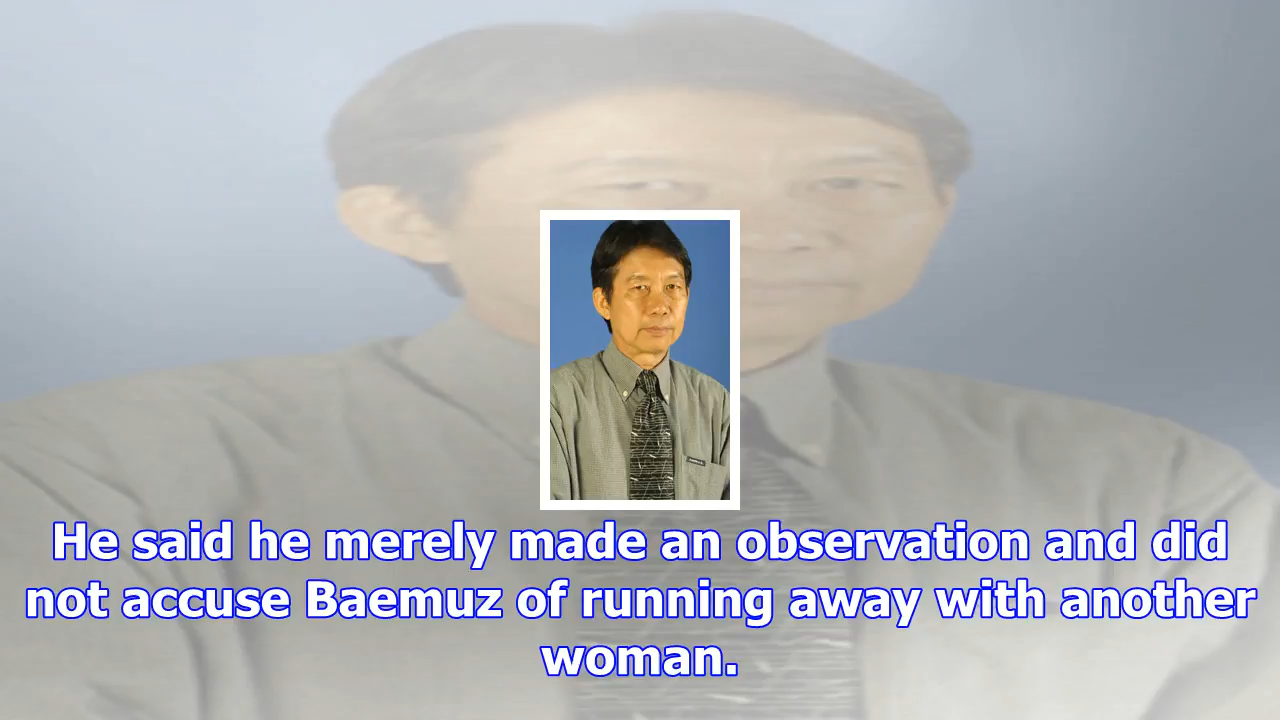 He said he merely made an observation and did
not accuse Baemuz of running away with another
woman.